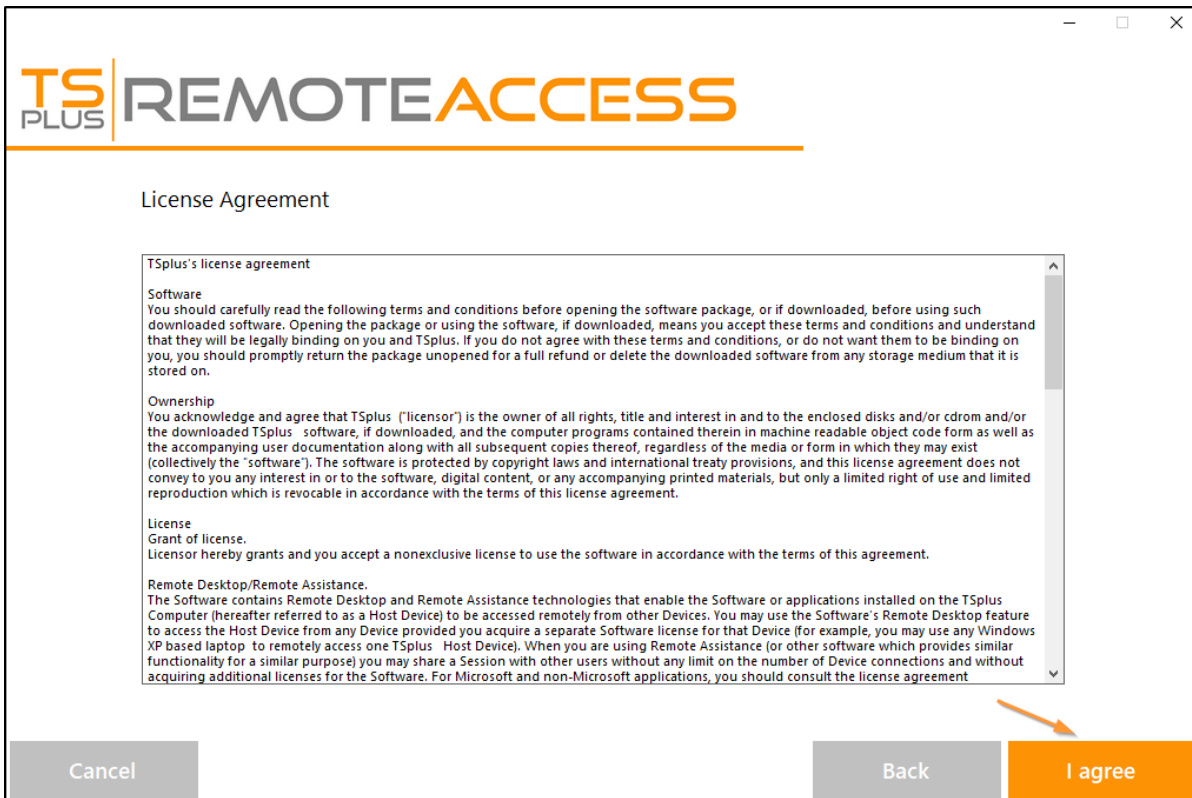 TS PLUS REMOTEACCESS
License Agreement
TSplus's license agreement
Software
You should carefully read the following terms and conditions before opening the software package, or if downloaded, before using such
downloaded software. Opening the package or using the software, if downloaded, means you accept these terms and conditions and understand
that they will be legally binding on you and TSplus. If you do not agree with these terms and conditions, or do not want them to be binding on
you, you should promptly return the package unopened for a full refund or delete the downloaded software from any storage medium that it is
stored on.
Ownership
You acknowledge and agree that TSplus ("licensor") is the owner of all rights, title and interest in and to the enclosed disks and/or cdrom and/or
the downloaded TSplus software, if downloaded, and the computer programs contained therein in machine readable object code form as well as
the accompanying user documentation along with all subsequent copies thereof, regardless of the media or form in which they may exist
(collectively the "software"). The software is protected by copyright laws and international treaty provisions, and this license agreement does not
convey to you any interest in or to the software, digital content, or any accompanying printed materials, but only a limited right of use and limited
reproduction which is revocable in accordance with the terms of this license agreement.
License
Grant of license.
Licensor hereby grants and you accept a nonexclusive license to use the software in accordance with the terms of this agreement.
Remote Desktop/Remote Assistance.
The Software contains Remote Desktop and Remote Assistance technologies that enable the Software or applications installed on the TSplus
Computer (hereafter referred to as a Host Device) to be accessed remotely from other Devices. You may use the Software's Remote Desktop feature
to access the Host Device from any Device provided you acquire a separate Software license for that Device (for example, you may use any Windows
XP based laptop to remotely access one TSplus Host Device). When you are using Remote Assistance (or other software which provides similar
functionality for a similar purpose) you may share a Session with other users without any limit on the number of Device connections and without
acquiring additional licenses for the Software. For Microsoft and non-Microsoft applications, you should consult the license agreement
Cancel
Back
I agree